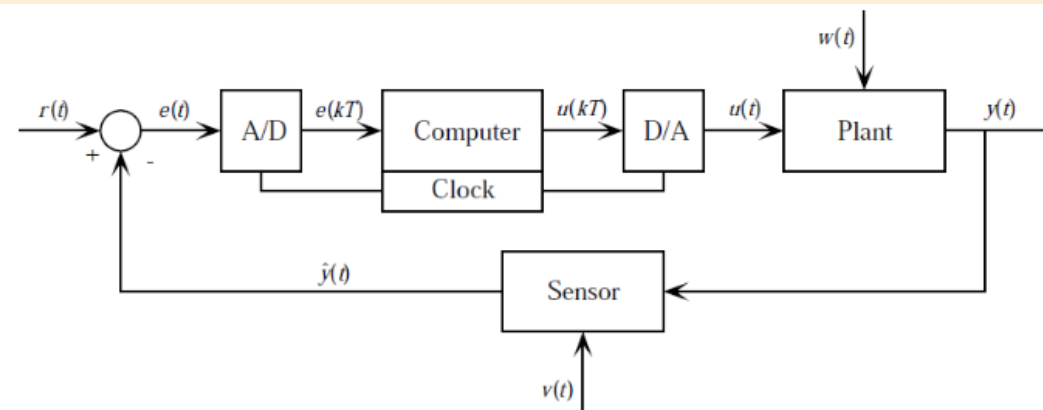 w(t)
r(t)
e(t)
A/D
e(kT)
Computer
u(kT)
D/A
u(t)
Plant
y(t)
+
-
Clock
ŷ(t)
Sensor
v(t)